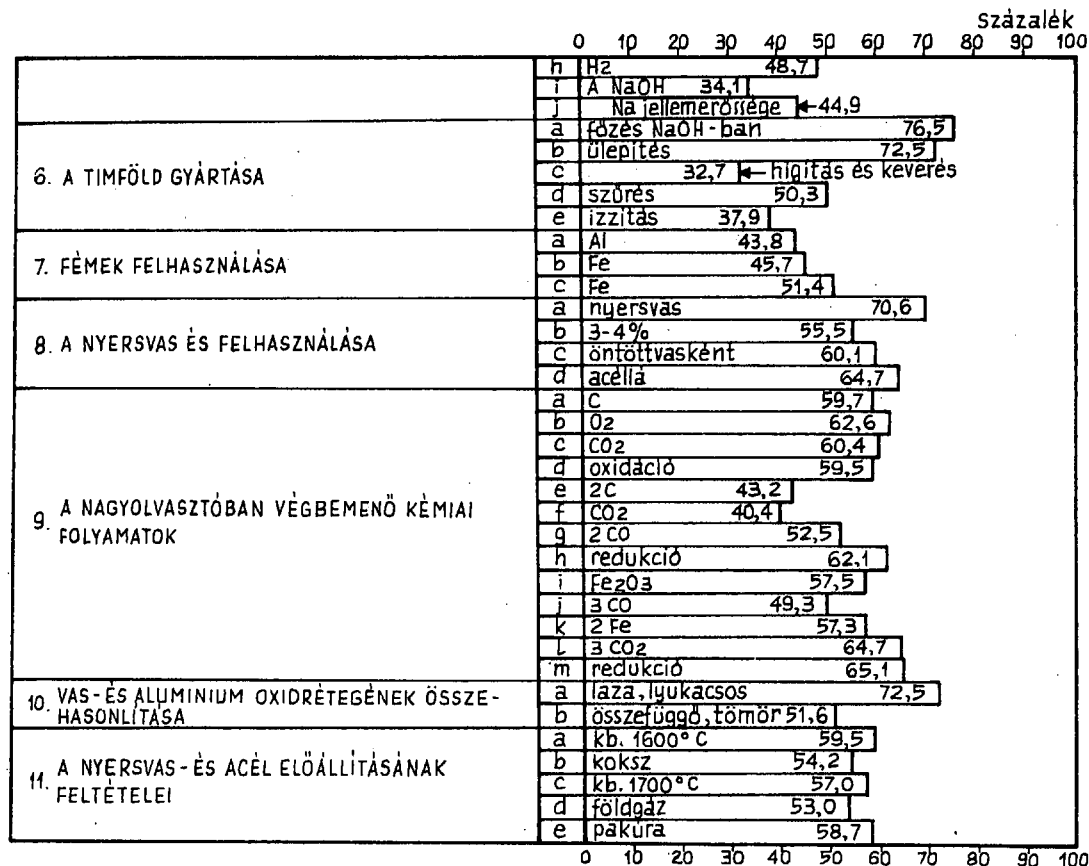 Százalék
0 10 20 30 40 50 60 70 80 90 100
h H2 48,7
i A NaOH 34,1
j Na jellemerőssége 44,9
6. A TIMFÖLD GYÁRTÁSA
a főzés NaOH-ban 76,5
b ülepítés 72,5
c 32,7 hígítás és keverés
d szűrés 50,3
e izzítás 37,9
7. FÉMEK FELHASZNÁLÁSA
a Al 43,8
b Fe 45,7
c Fe 51,4
8. A NYERSVAS ÉS FELHASZNÁLÁSA
a nyersvas 70,6
b 3-4% 55,5
c öntöttvasként 60,1
d acéllá 64,7
9. A NAGYOLVASZTÓBAN VÉGBEMENŐ KÉMIAI
FOLYAMATOK
a C 59,7
b O2 62,6
c CO2 60,4
d oxidáció 59,5
e 2C 43,2
f CO2 40,4
g 2 CO 52,5
h redukció 62,1
i Fe2O3 57,5
j 3 CO 49,3
k 2 Fe 57,3
l 3 CO2 64,7
m redukció 65,1
10. VAS- ÉS ALUMINIUM OXIDRÉTEGÉNEK ÖSSZE-
HASONLÍTÁSA
a laza, lyukacsos 72,5
b összefüggő, tömör 51,6
11. A NYERSVAS- ÉS ACÉL ELŐÁLLÍTÁSÁNAK
FELTÉTELEI
a kb. 1600°C 59,5
b koksz 54,2
c kb. 1700°C 57,0
d földgáz 53,0
e pakura 58,7
0 10 20 30 40 50 60 70 80 90 100